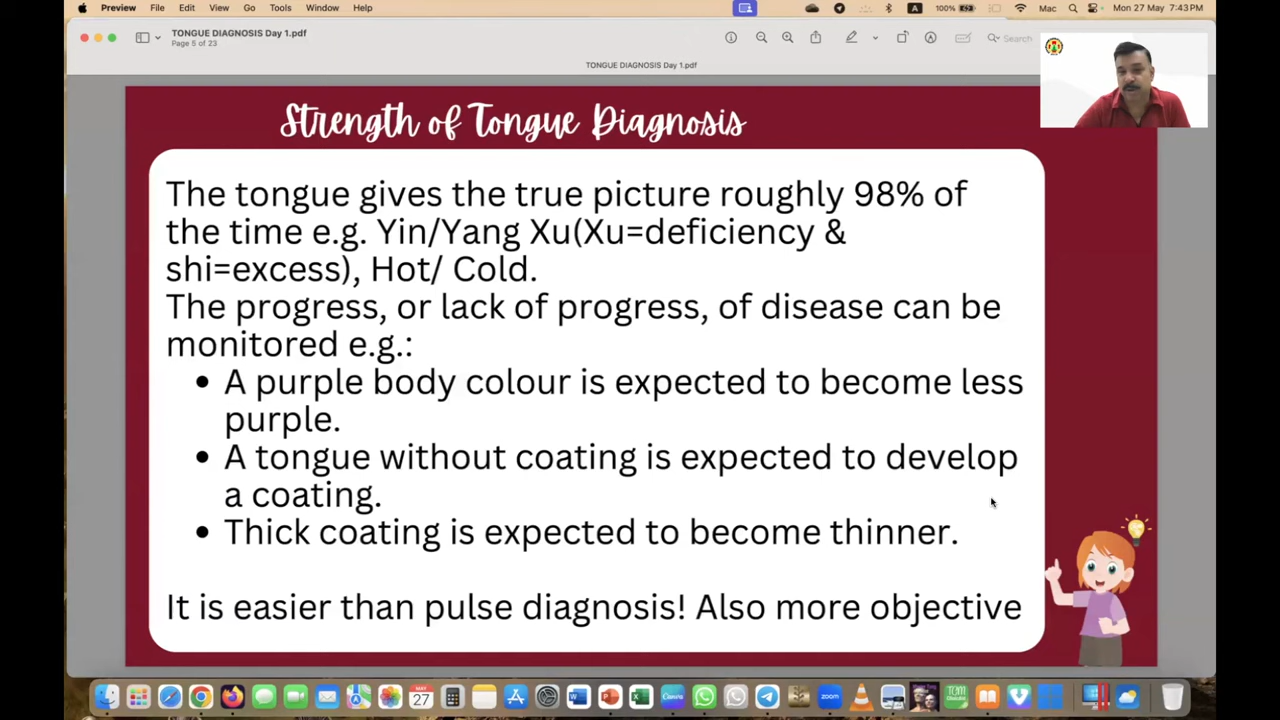 Preview File Edit View Go Tools Window Help
A 100% Mac Mon 27 May 7:43 PM
TONGUE DIAGNOSIS Day 1.pdf
Page 5 of 23
Search
TONGUE DIAGNOSIS Day 1.pdf
Strength of Tongue Diagnosis
The tongue gives the true picture roughly 98% of
the time e.g. Yin/Yang Xu(Xu=deficiency &
shi=excess), Hot/ Cold.
The progress, or lack of progress, of disease can be
monitored e.g.:
• A purple body colour is expected to become less
purple.
• A tongue without coating is expected to develop
a coating.
• Thick coating is expected to become thinner.
It is easier than pulse diagnosis! Also more objective
MAY
27
zoom